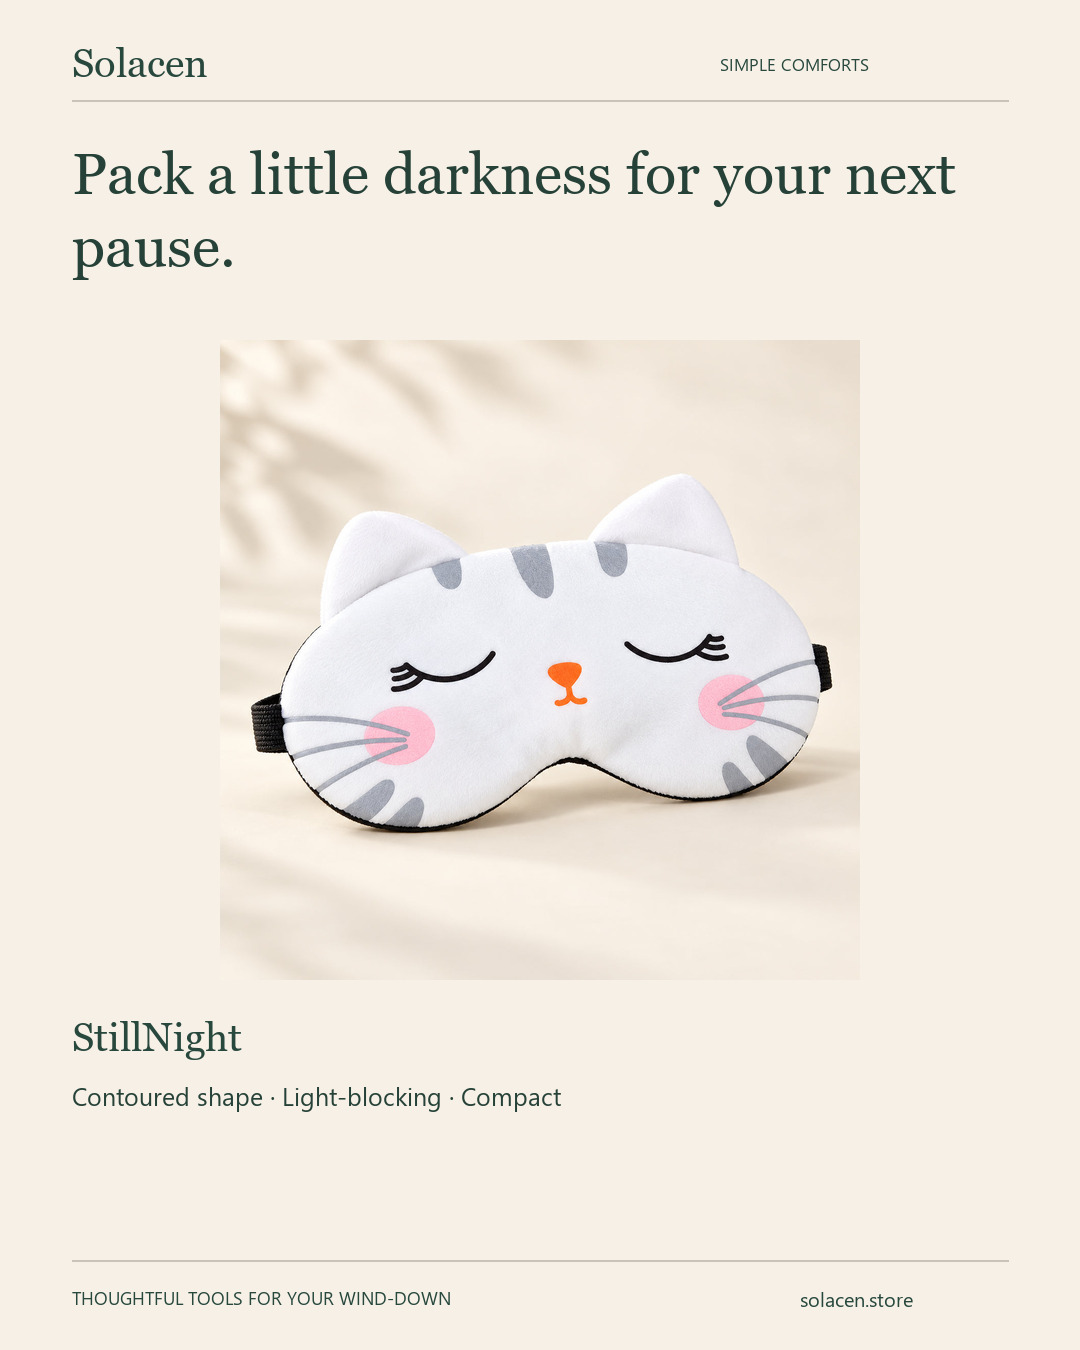 Solacen
SIMPLE COMFORTS
Pack a little darkness for your next
pause.
StillNight
Contoured shape · Light-blocking · Compact
THOUGHTFUL TOOLS FOR YOUR WIND-DOWN
solacen.store